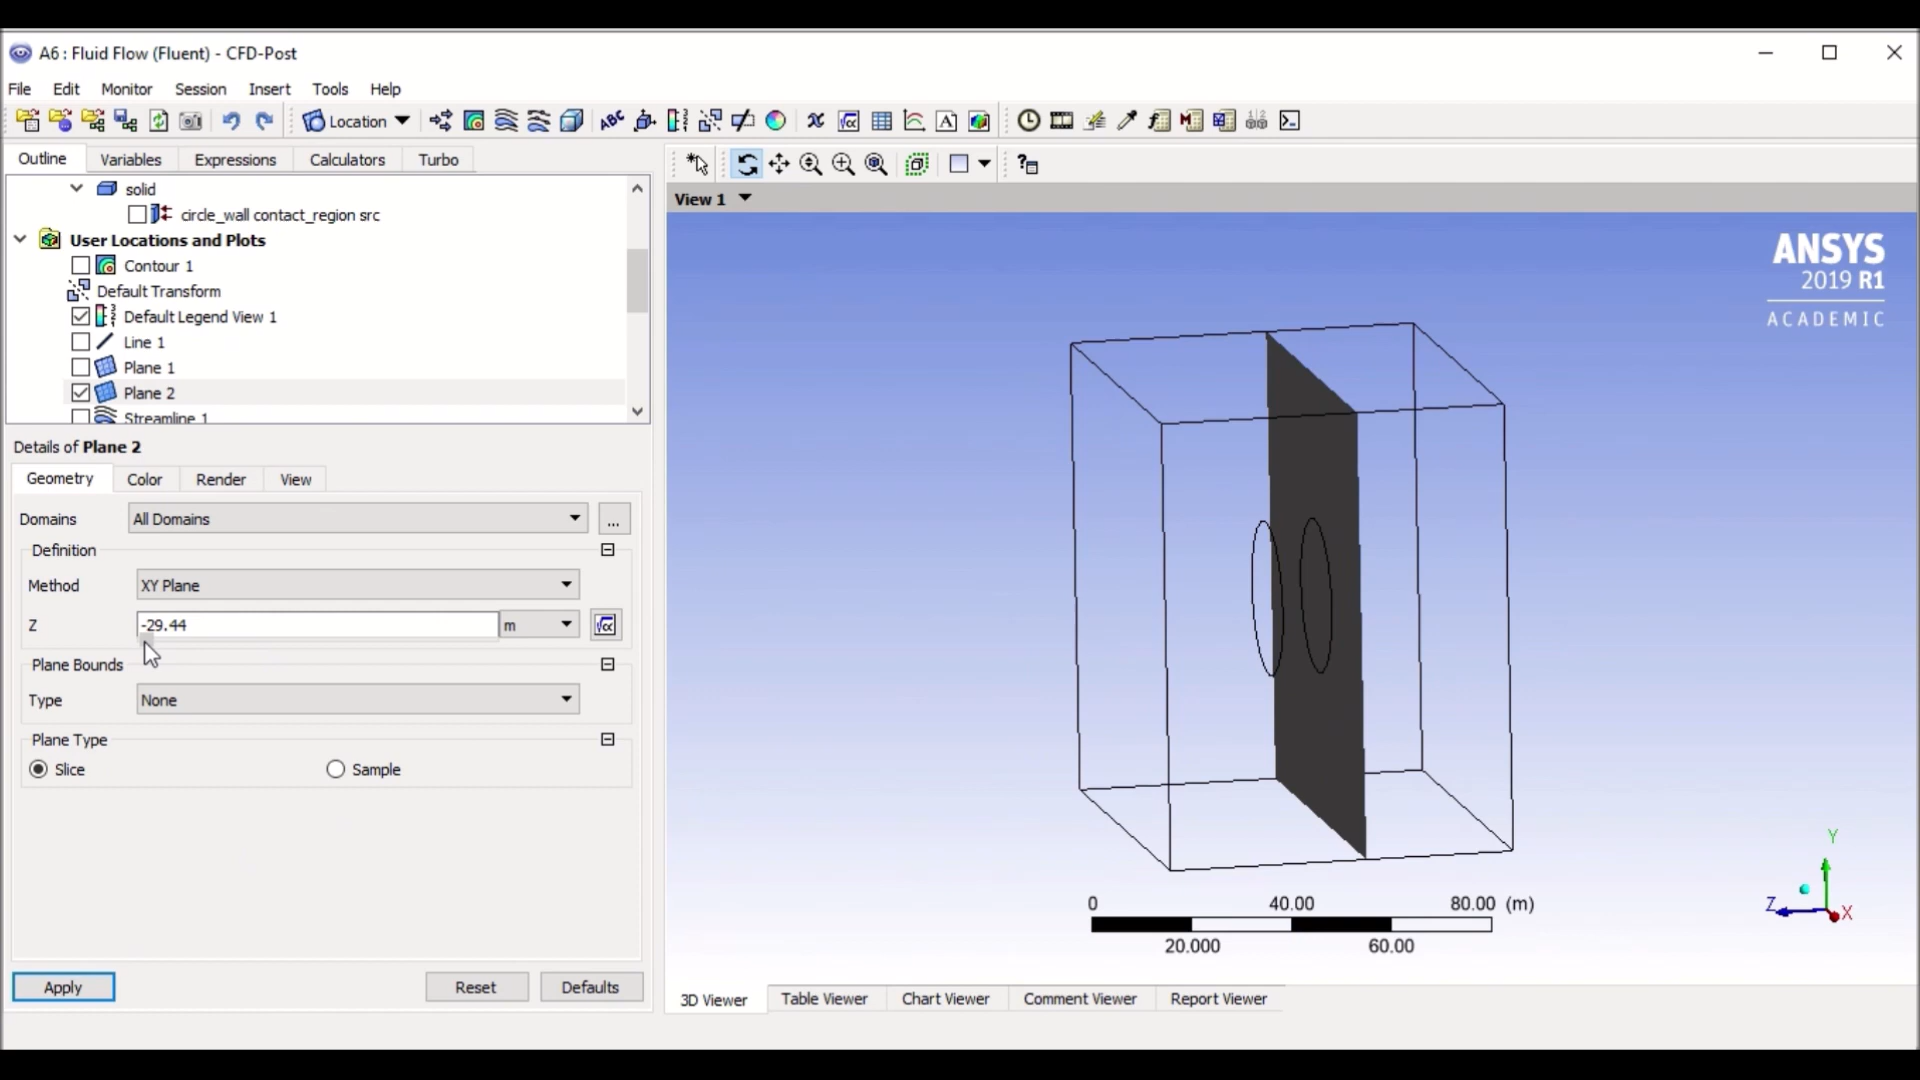 A6 : Fluid Flow (Fluent) - CFD-Post
File Edit Monitor Session Insert Tools Help
Location
Outline Variables Expressions Calculators Turbo
solid
circle_wall contact_region src
User Locations and Plots
Contour 1
Default Transform
Default Legend View 1
Line 1
Plane 1
Plane 2
Streamline 1
Details of Plane 2
Geometry Color Render View
Domains All Domains ...
Definition
Method XY Plane
Z -29.44 m
Plane Bounds
Type None
Plane Type
Slice Sample
Apply Reset Defaults
View 1
ANSYS
2019 R1
ACADEMIC
Y
Z X
0 40.00 80.00 (m)
20.000 60.00
3D Viewer Table Viewer Chart Viewer Comment Viewer Report Viewer